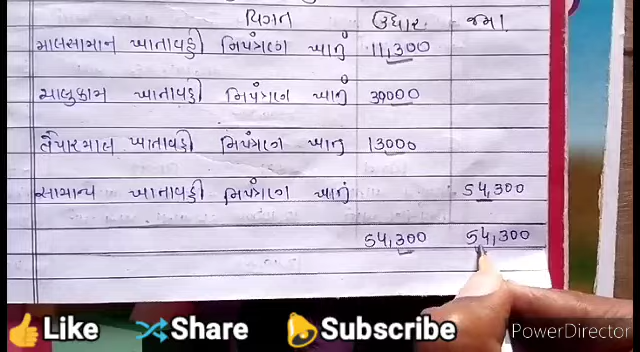 વિગત ઉધાર જમા
માલસામાન ખાતાવહી નિયંત્રણ ખાતું 11,300
ચાલુકામ ખાતાવહી નિયંત્રણ ખાતું 30000
તૈયારમાલ ખાતાવહી નિયંત્રણ ખાતુ 13000
સામાન્ય ખાતાવહી નિયંત્રણ ખાતું 54,300
54,300 54,300
Like Share Subscribe PowerDirector